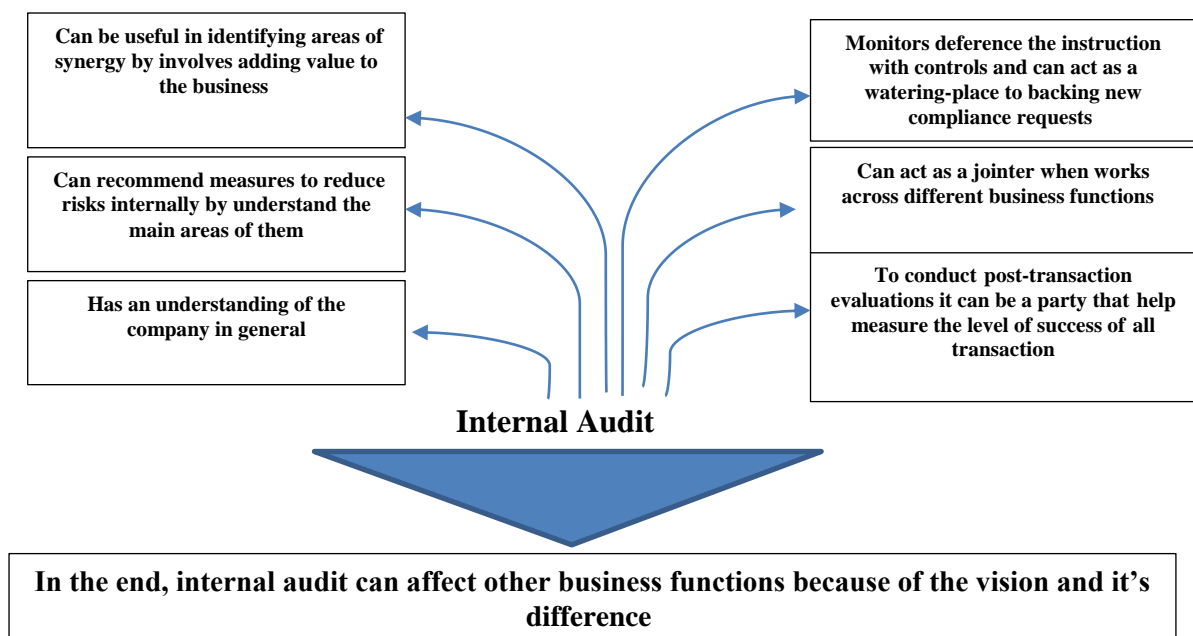 Can be useful in identifying areas of
synergy by involves adding value to
the business
Can recommend measures to reduce
risks internally by understand the
main areas of them
Has an understanding of the
company in general
Monitors deference the instruction
with controls and can act as a
watering-place to backing new
compliance requests
Can act as a jointer when works
across different business functions
To conduct post-transaction
evaluations it can be a party that help
measure the level of success of all
transaction
Internal Audit
In the end, internal audit can affect other business functions because of the vision and it’s
difference